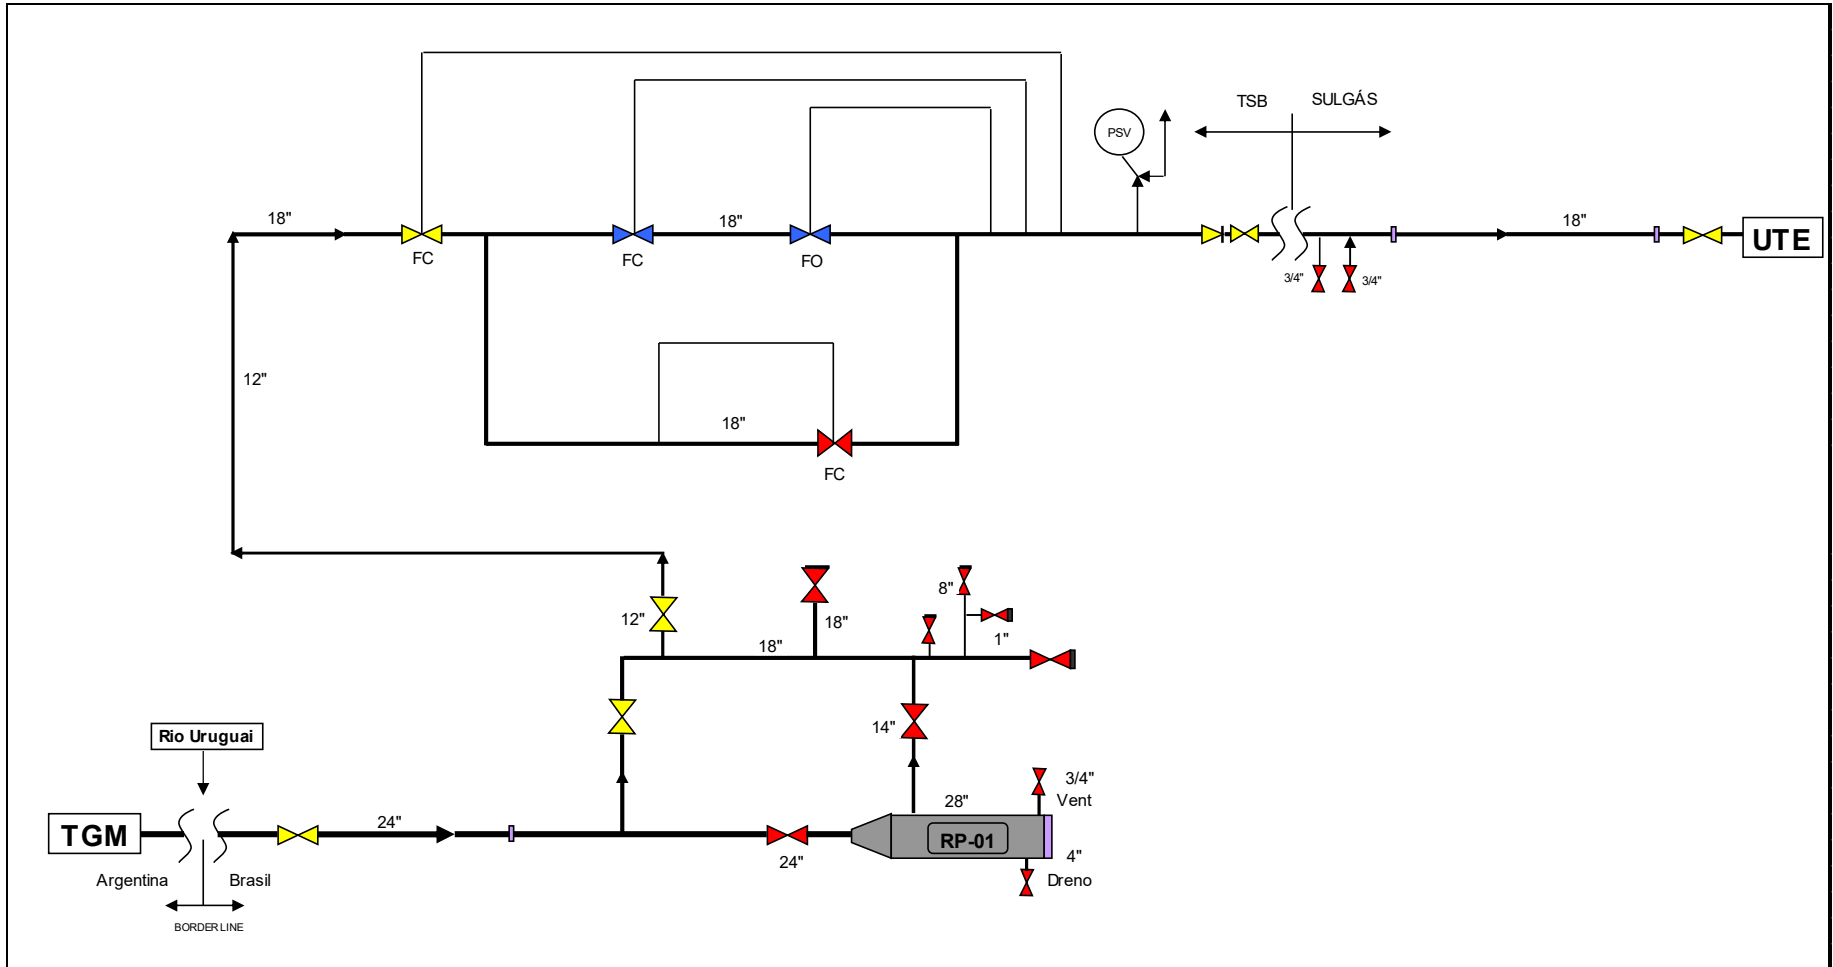 TSB
SULGÁS
PSV
18"
18"
18"
FC
FC
FO
UTE
3/4"
3/4"
12"
18"
FC
8"
12"
18"
18"
1"
14"
Rio Uruguai
3/4"
Vent
28"
TGM
24"
RP-01
24"
4"
Argentina
Brasil
Dreno
BORDERLINE